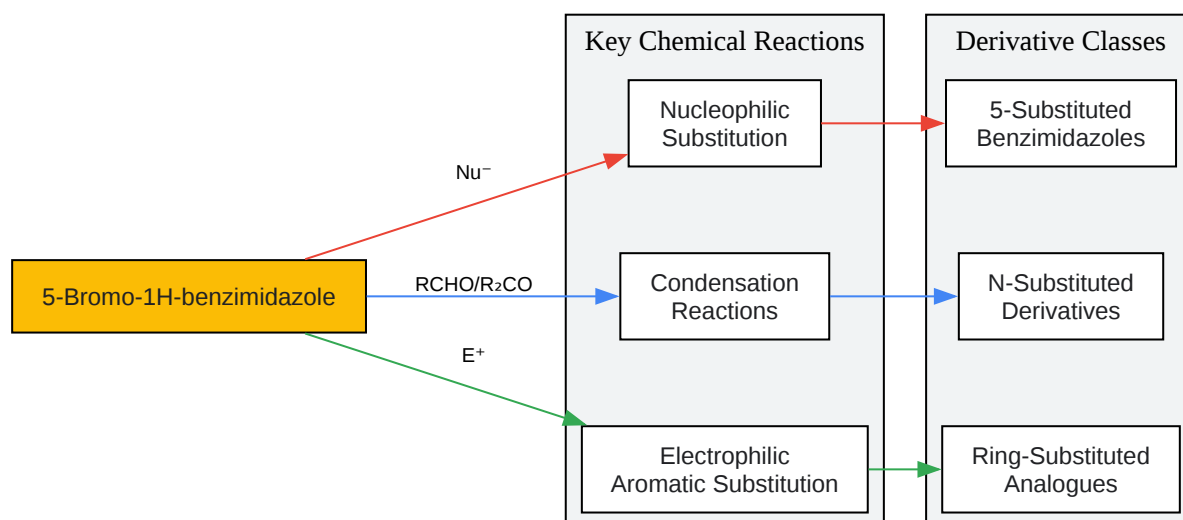 Key Chemical Reactions
Derivative Classes
Nucleophilic
Substitution
5-Substituted
Benzimidazoles
Nu⁻
5-Bromo-1H-benzimidazole
RCHO/R₂CO
Condensation
Reactions
N-Substituted
Derivatives
E⁺
Electrophilic
Aromatic Substitution
Ring-Substituted
Analogues